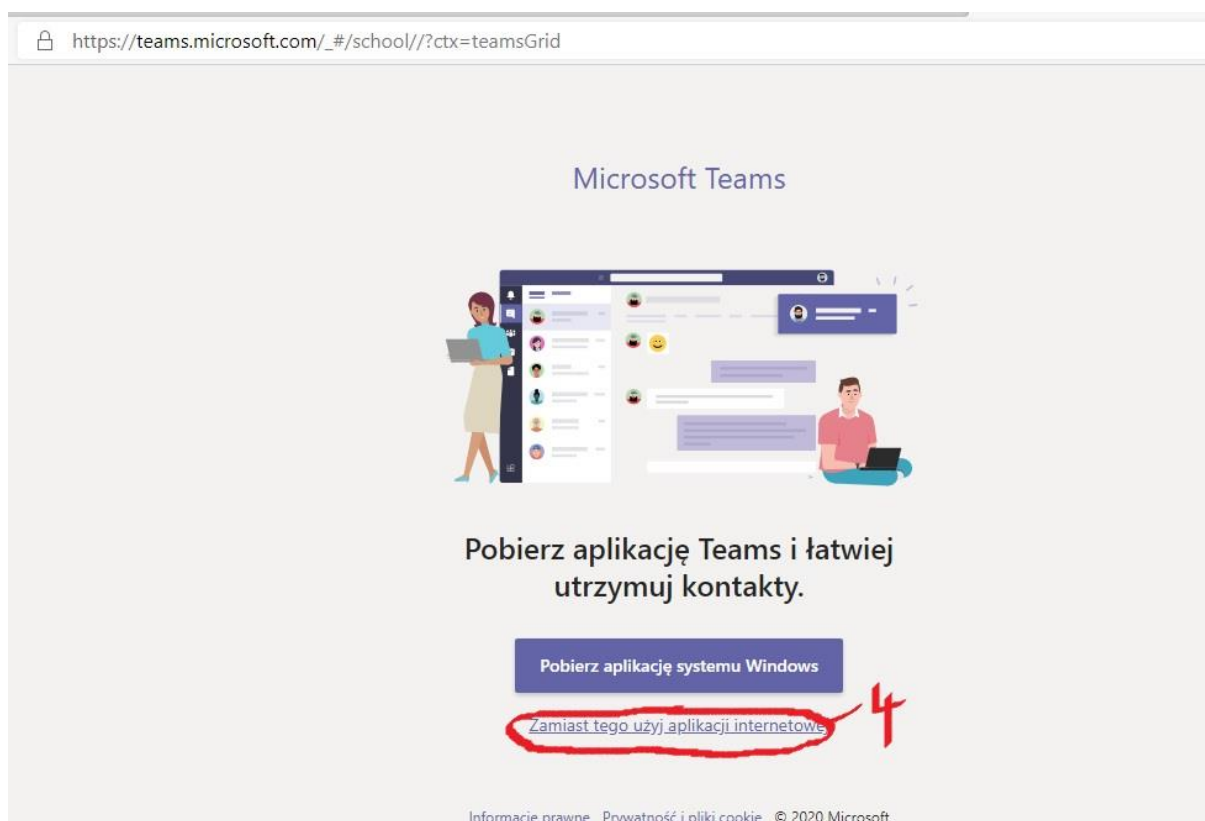 https://teams.microsoft.com/_#/school//?ctx=teamsGrid
Microsoft Teams
Pobierz aplikację Teams i łatwiej
utrzymuj kontakty.
Pobierz aplikację systemu Windows
Zamiast tego użyj aplikacji internetowej
4
Informacje prawne Prywatność i pliki cookie © 2020 Microsoft